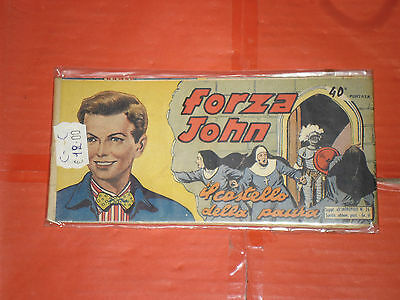 forza
John
40ª PUNTATA
Il castello
della paura
C-C
€12.00